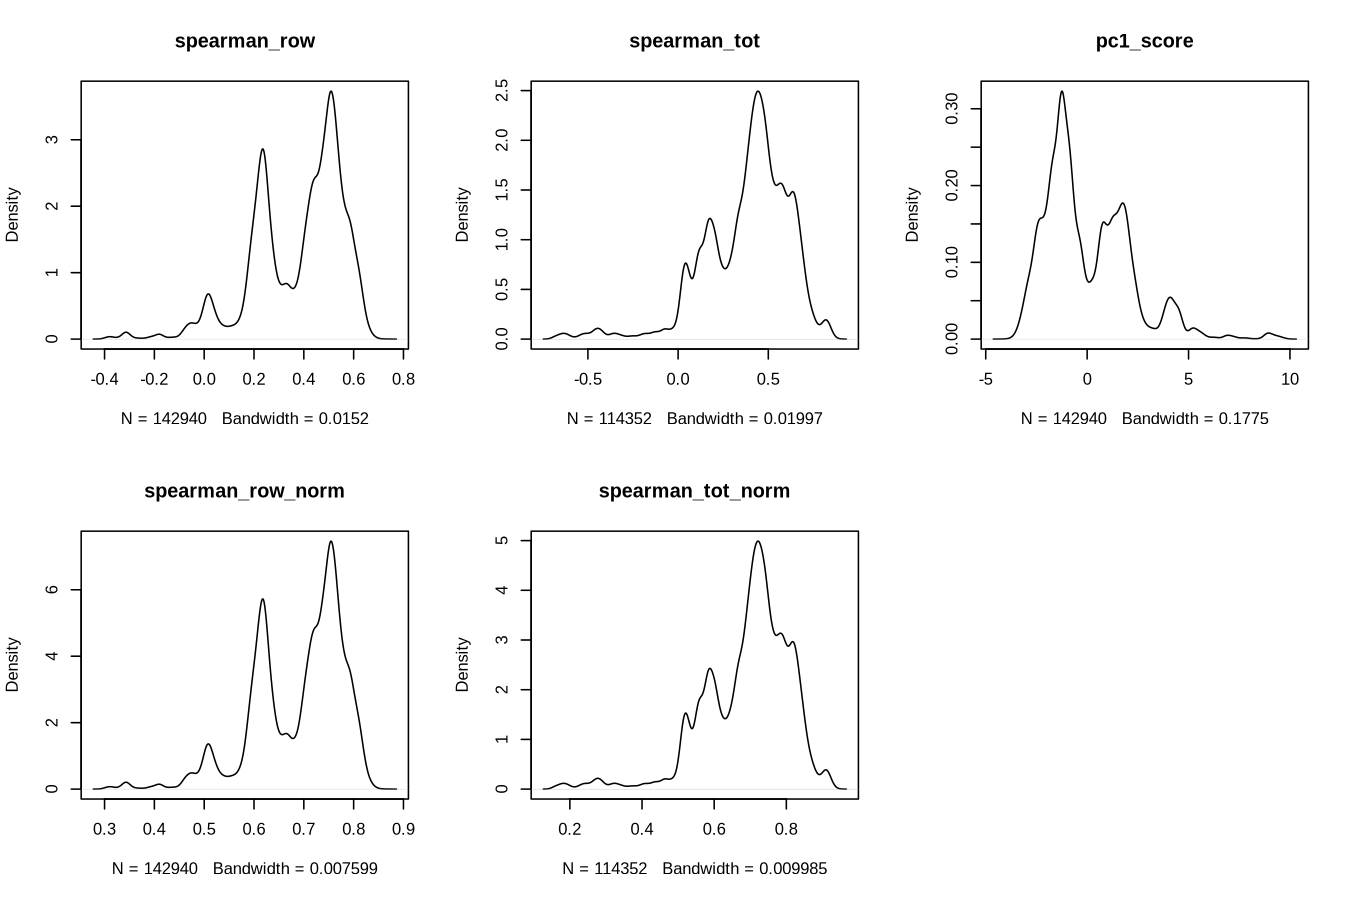 spearman_row
spearman_tot
pc1_score
Density
0
1
2
3
-0.4 -0.2 0.0 0.2 0.4 0.6 0.8
N = 142940 Bandwidth = 0.0152
Density
0.0 0.5 1.0 1.5 2.0 2.5
-0.5 0.0 0.5
N = 114352 Bandwidth = 0.01997
Density
0.00 0.10 0.20 0.30
-5 0 5 10
N = 142940 Bandwidth = 0.1775
spearman_row_norm
spearman_tot_norm
Density
0 2 4 6
0.3 0.4 0.5 0.6 0.7 0.8 0.9
N = 142940 Bandwidth = 0.007599
Density
0 1 2 3 4 5
0.2 0.4 0.6 0.8
N = 114352 Bandwidth = 0.009985